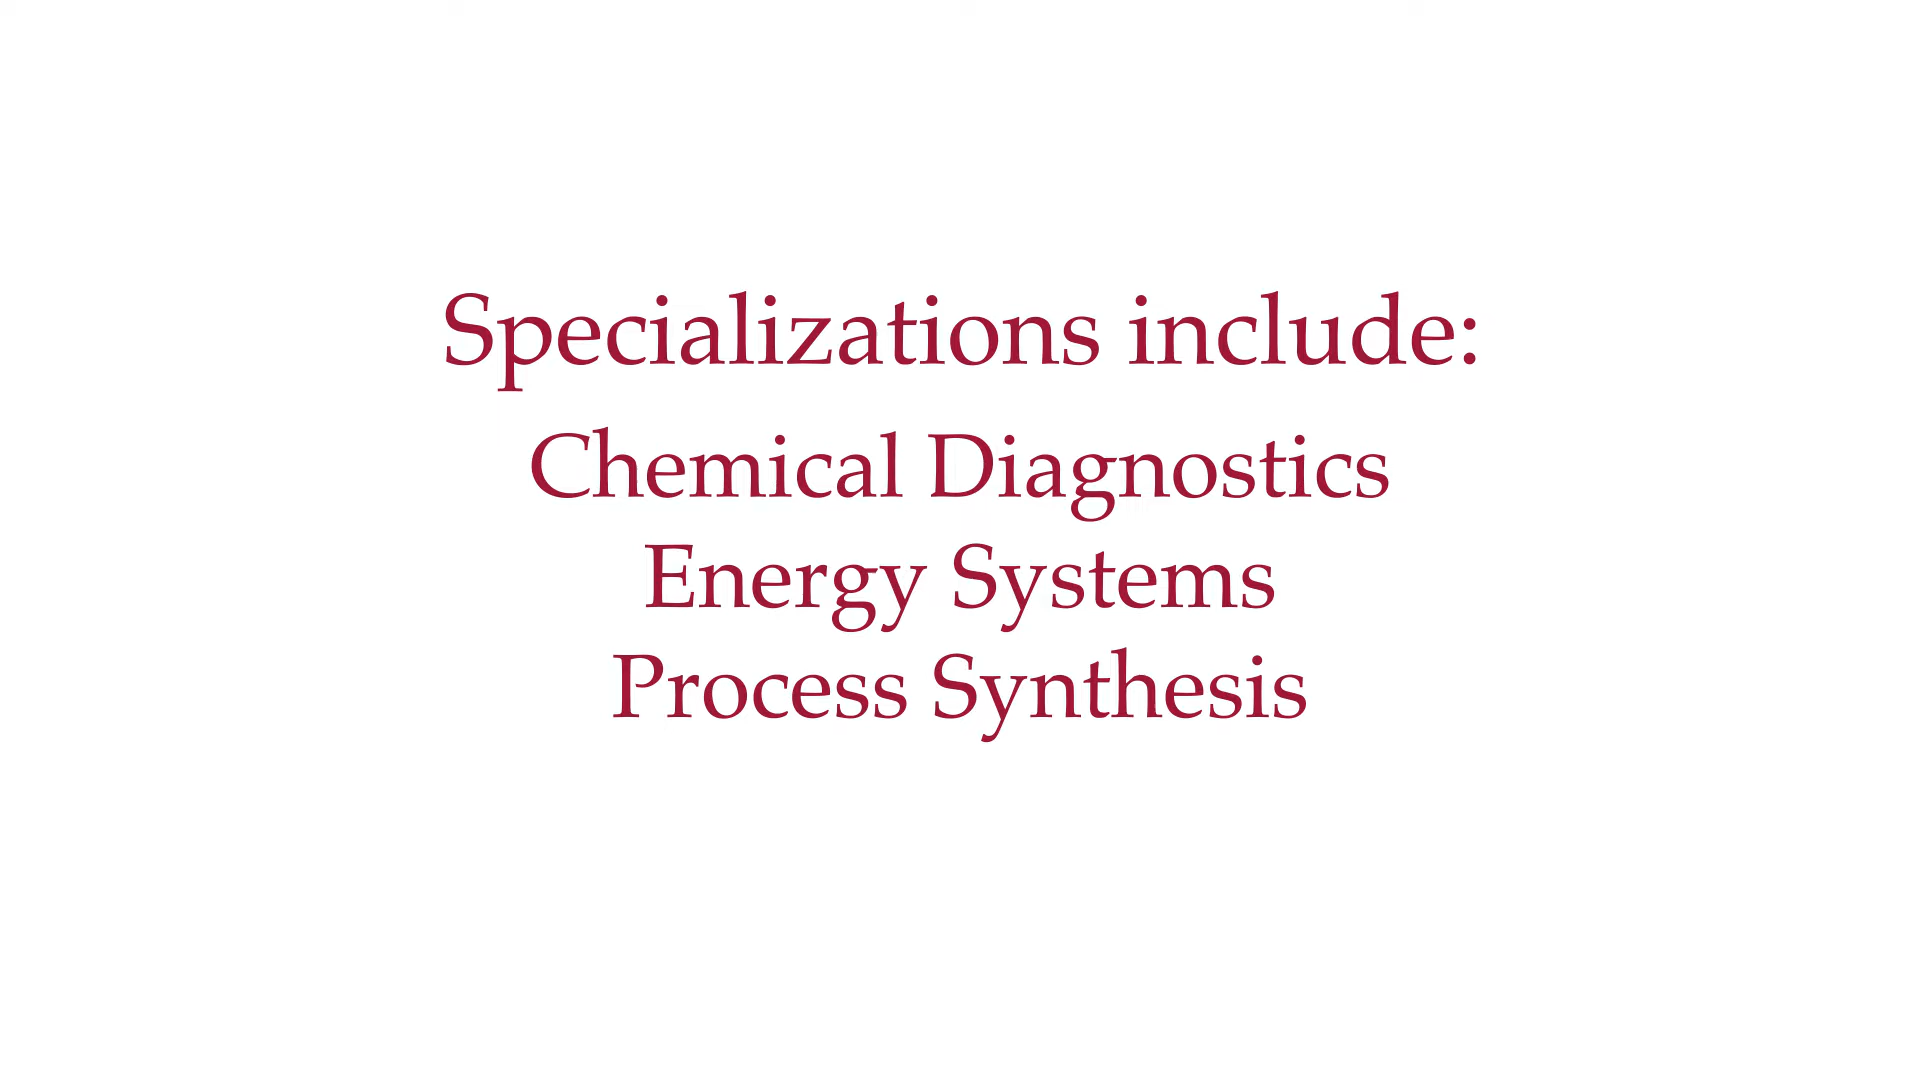 Specializations include:
Chemical Diagnostics
Energy Systems
Process Synthesis